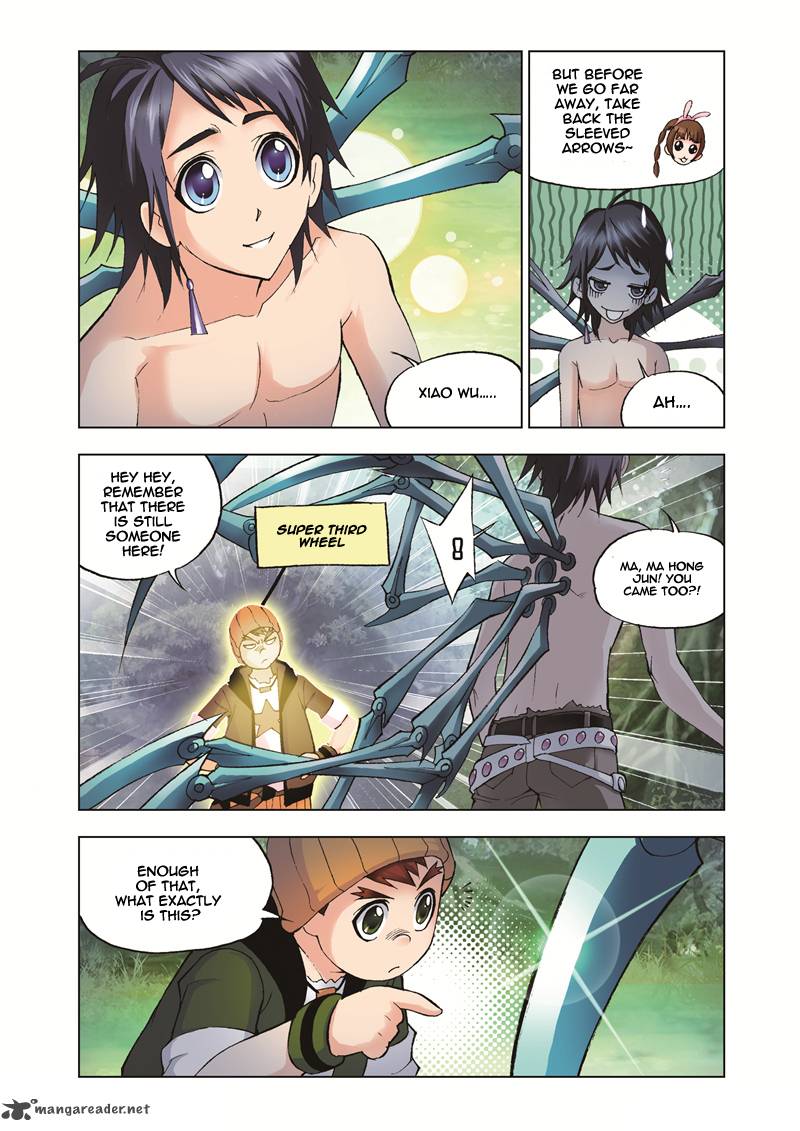 XIAO WU.....
BUT BEFORE
WE GO FAR
AWAY, TAKE
BACK THE
SLEEVED
ARROWS~
AH....
HEY HEY,
REMEMBER
THAT THERE
IS STILL
SOMEONE
HERE!
SUPER THIRD
WHEEL
MA, MA HONG
JUN! YOU
CAME TOO?!
ENOUGH
OF THAT,
WHAT EXACTLY
IS THIS?
mangareader.net